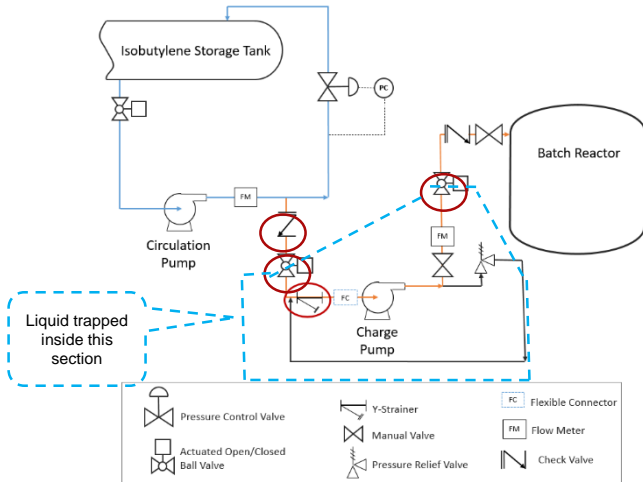 Isobutylene Storage Tank
PC
Batch Reactor
FM
Circulation
Pump
FM
FC
Charge
Pump
Liquid trapped
inside this
section
Pressure Control Valve
Actuated Open/Closed
Ball Valve
Y-Strainer
Manual Valve
Pressure Relief Valve
FC
Flexible Connector
FM
Flow Meter
Check Valve